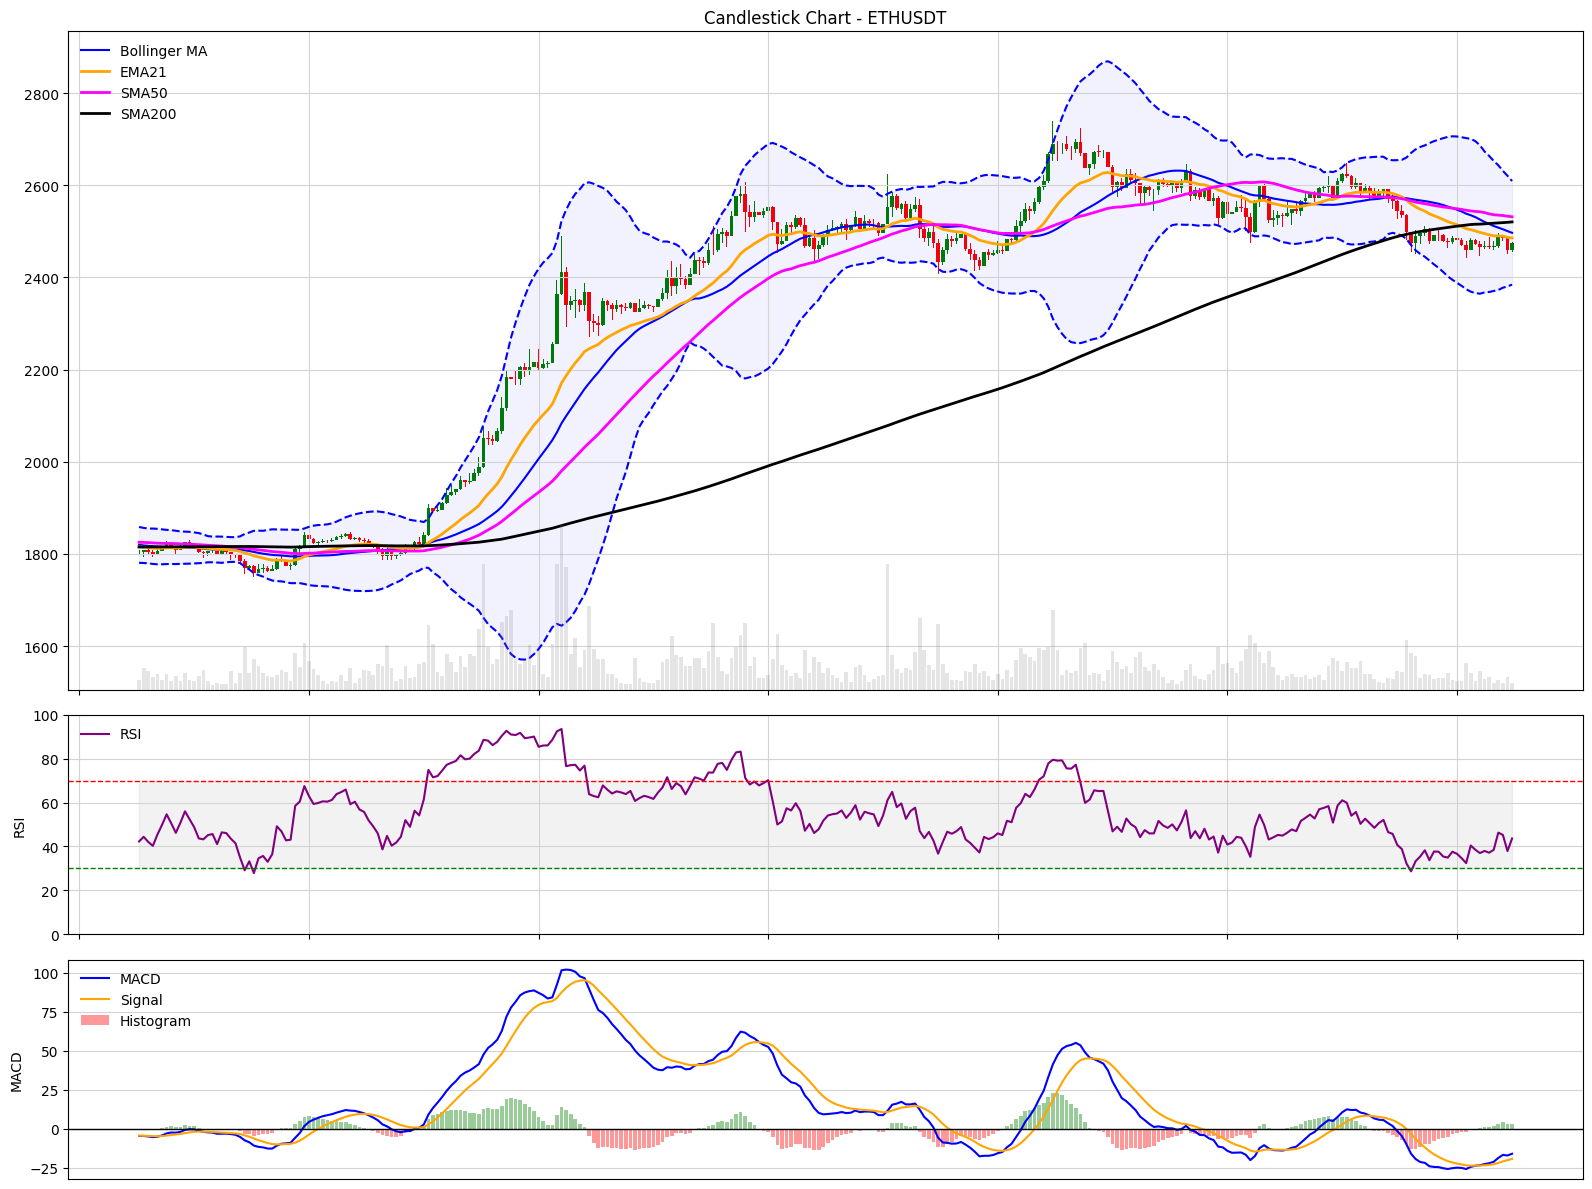 Candlestick Chart - ETHUSDT
Bollinger MA
EMA21
SMA50
SMA200
2800
2600
2400
2200
2000
1800
1600
RSI
100
80
60
40
20
0
RSI
MACD
Signal
Histogram
100
75
50
25
0
−25
MACD